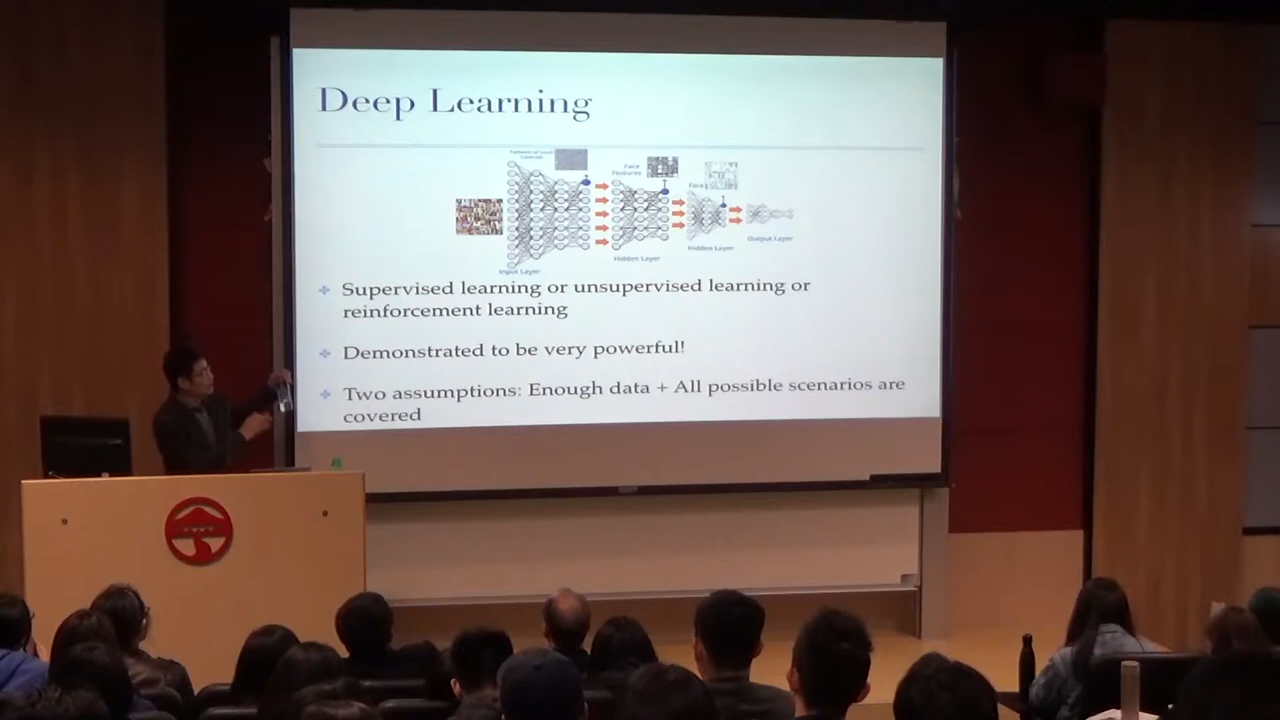 Deep Learning
Face
Features
Face
Output Layer
Hidden Layer
Hidden Layer
Input Layer
Supervised learning or unsupervised learning or
reinforcement learning
Demonstrated to be very powerful!
Two assumptions: Enough data + All possible scenarios are
covered